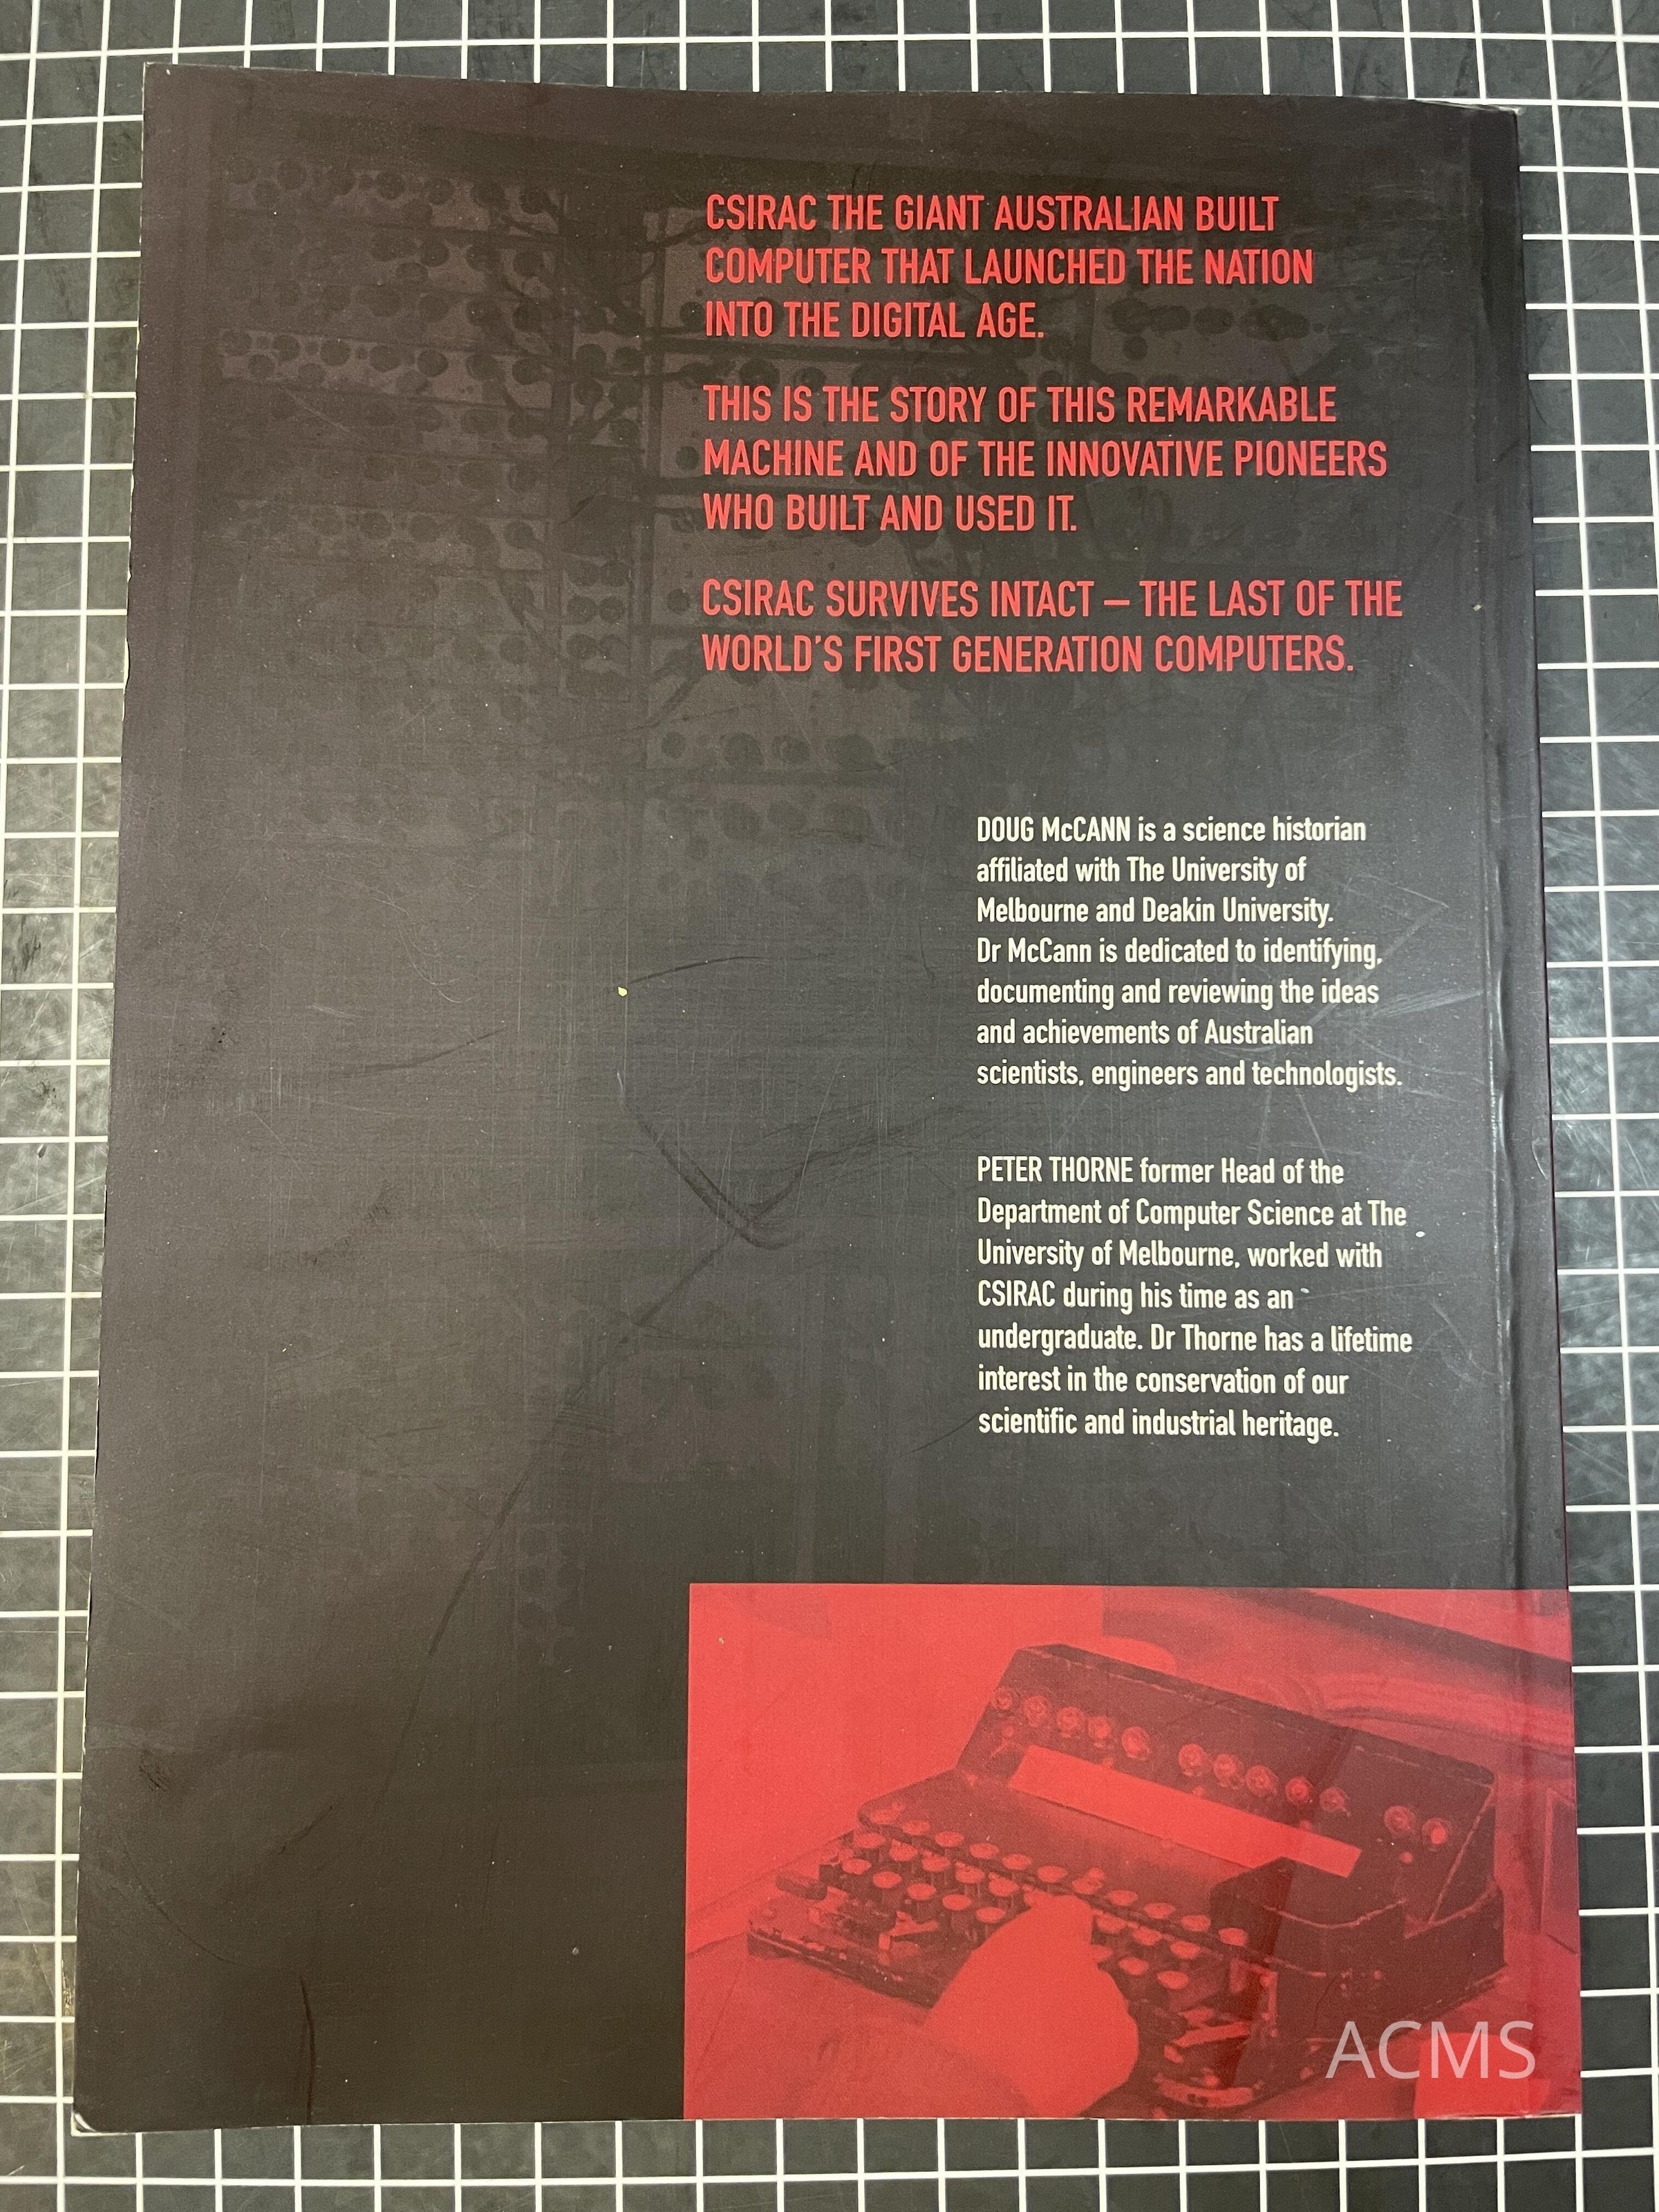 CSIRAC THE GIANT AUSTRALIAN BUILT
COMPUTER THAT LAUNCHED THE NATION
INTO THE DIGITAL AGE.
THIS IS THE STORY OF THIS REMARKABLE
MACHINE AND OF THE INNOVATIVE PIONEERS
WHO BUILT AND USED IT.
CSIRAC SURVIVES INTACT – THE LAST OF THE
WORLD'S FIRST GENERATION COMPUTERS.
DOUG McCANN is a science historian
affiliated with The University of
Melbourne and Deakin University.
Dr McCann is dedicated to identifying,
documenting and reviewing the ideas
and achievements of Australian
scientists, engineers and technologists.
PETER THORNE former Head of the
Department of Computer Science at The
University of Melbourne, worked with
CSIRAC during his time as an
undergraduate. Dr Thorne has a lifetime
interest in the conservation of our
scientific and industrial heritage.
ACMS